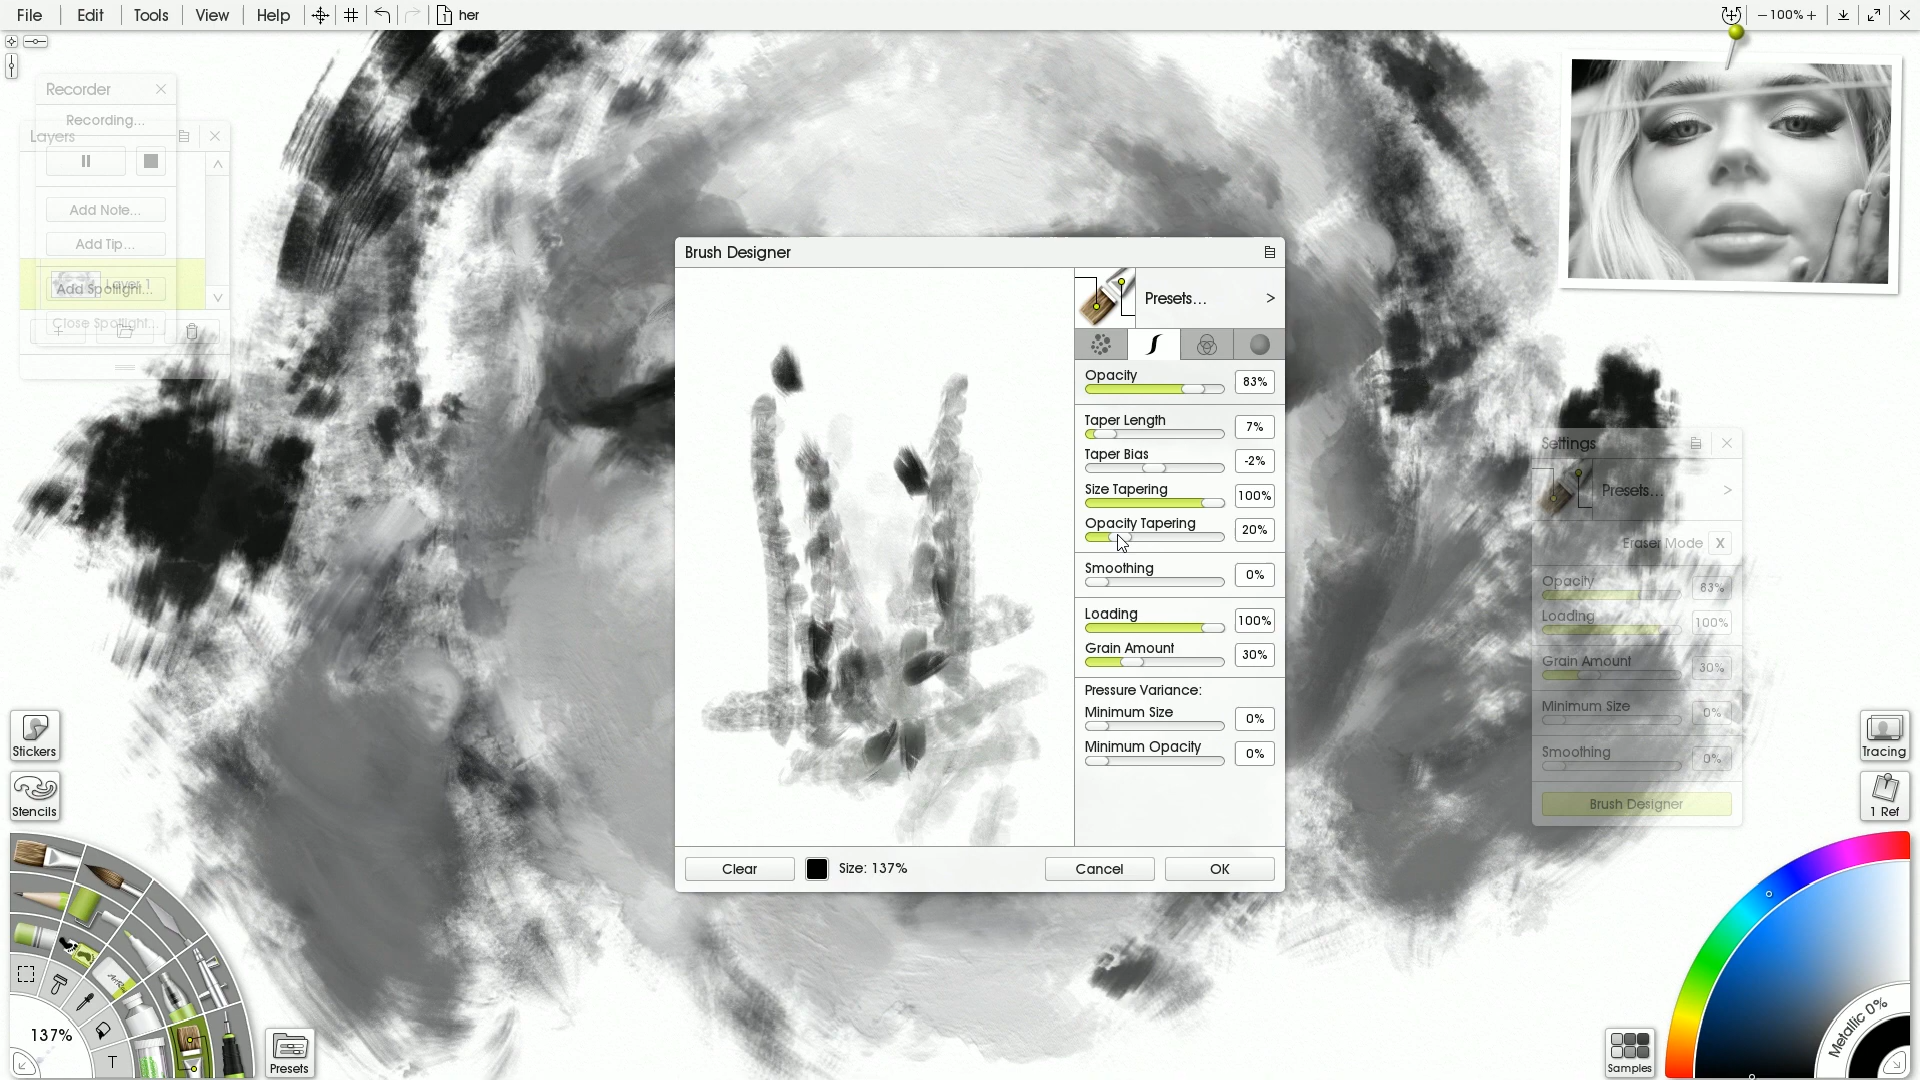 File
Edit
Tools
View
Help
1
her
−100%+
Recorder
Recording...
Layers
Add Note...
Add Tip...
Layer 1
Add Spotlight...
Close Spotlight...
Brush Designer
Presets...
>
Opacity
83%
Taper Length
7%
Taper Bias
-2%
Size Tapering
100%
Opacity Tapering
20%
Smoothing
0%
Loading
100%
Grain Amount
30%
Pressure Variance:
Minimum Size
0%
Minimum Opacity
0%
Clear
Size: 137%
Cancel
OK
Settings
Presets...
>
Eraser Mode
X
Opacity
83%
Loading
100%
Grain Amount
30%
Minimum Size
0%
Smoothing
0%
Brush Designer
Stickers
Stencils
Tracing
1 Ref
137%
T
Presets
Samples
Metallic 0%